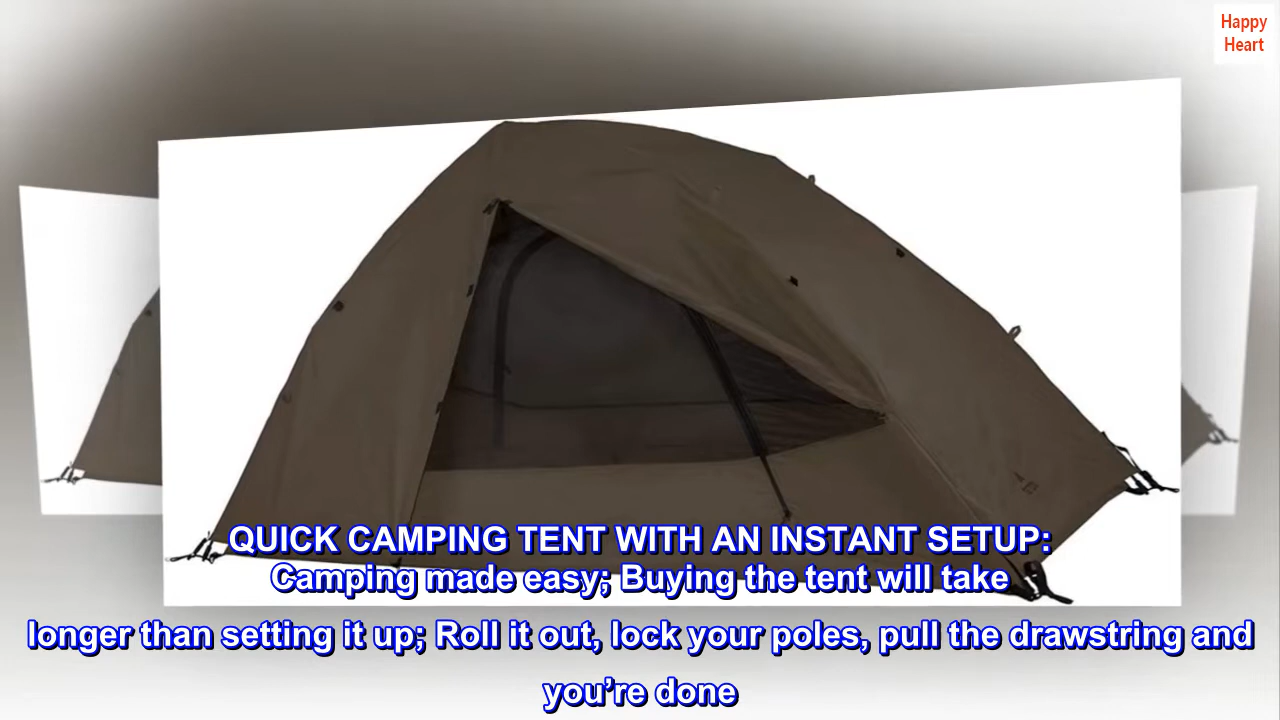 Happy
Heart
QUICK CAMPING TENT WITH AN INSTANT SETUP:
Camping made easy; Buying the tent will take
longer than setting it up; Roll it out, lock your poles, pull the drawstring and
you’re done